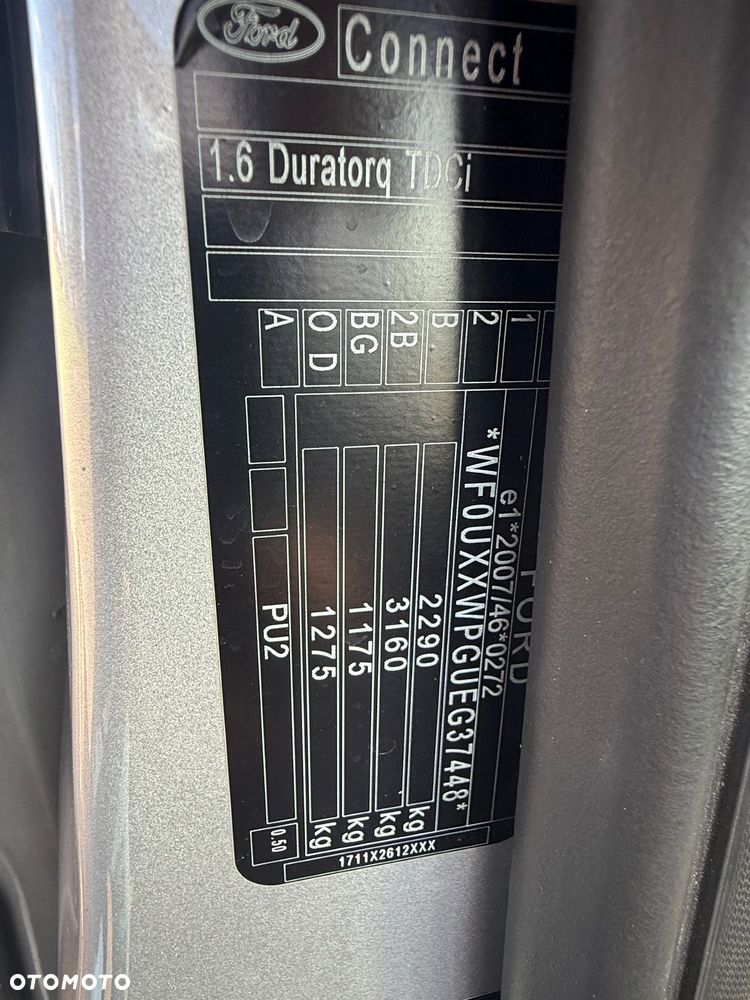 Ford
Connect
1.6 Duratorq TDCi
FORD
1
e1*2007/46*0272
2
*WF0UXXWPGUEG37448*
B
2290 kg
2B
3160 kg
BG
1175 kg
O D
1275 kg
A
PU2
0.50
1711X2612XXX
OTOMOTO